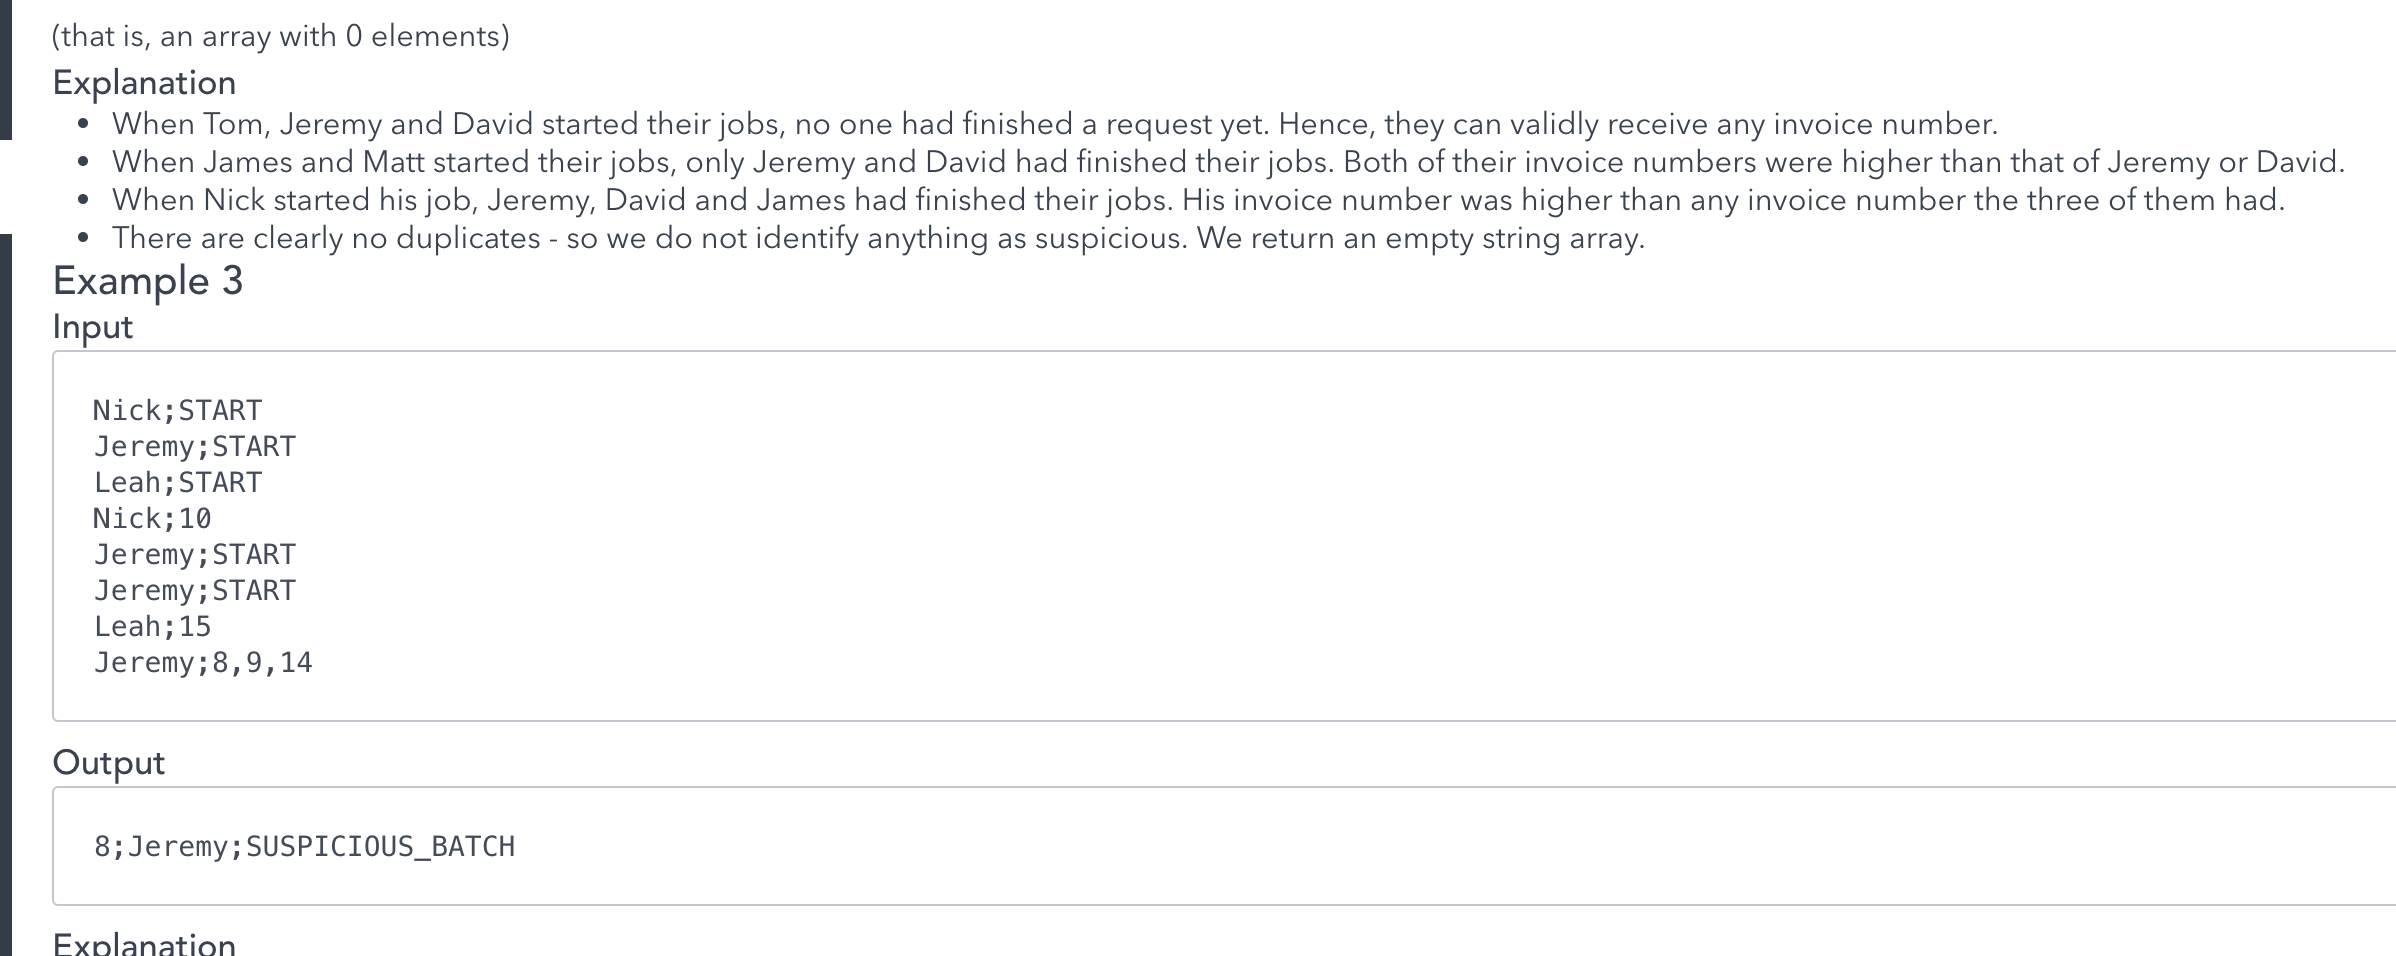 (that is, an array with 0 elements)
Explanation
• When Tom, Jeremy and David started their jobs, no one had finished a request yet. Hence, they can validly receive any invoice number.
• When James and Matt started their jobs, only Jeremy and David had finished their jobs. Both of their invoice numbers were higher than that of Jeremy or David.
• When Nick started his job, Jeremy, David and James had finished their jobs. His invoice number was higher than any invoice number the three of them had.
• There are clearly no duplicates - so we do not identify anything as suspicious. We return an empty string array.
Example 3
Input
Nick;START
Jeremy;START
Leah;START
Nick;10
Jeremy;START
Jeremy;START
Leah;15
Jeremy;8,9,14
Output
8;Jeremy;SUSPICIOUS_BATCH
Explanation